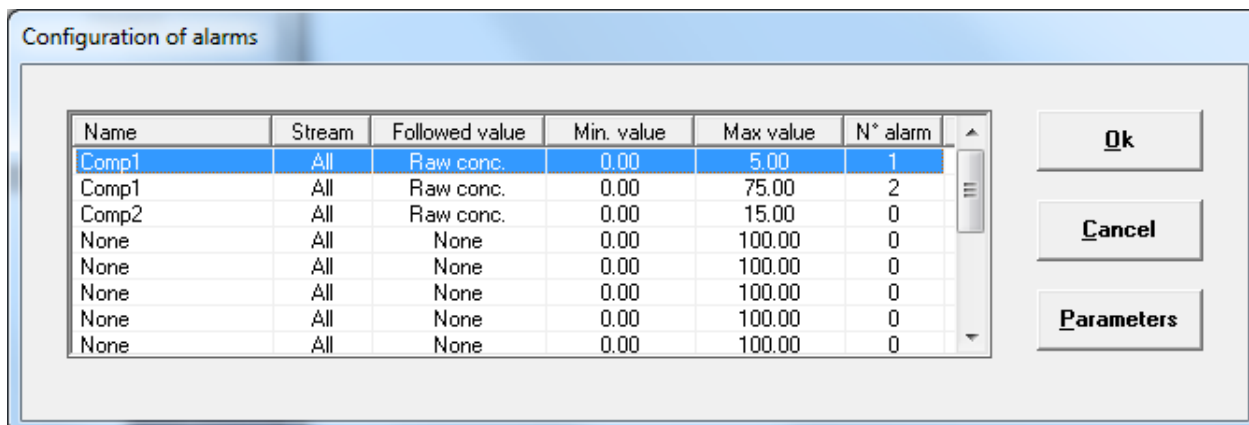 Configuration of alarms
Name Stream Followed value Min. value Max value N° alarm
Comp1 All Raw conc. 0.00 5.00 1
Comp1 All Raw conc. 0.00 75.00 2
Comp2 All Raw conc. 0.00 15.00 0
None All None 0.00 100.00 0
None All None 0.00 100.00 0
None All None 0.00 100.00 0
None All None 0.00 100.00 0
None All None 0.00 100.00 0
Ok
Cancel
Parameters